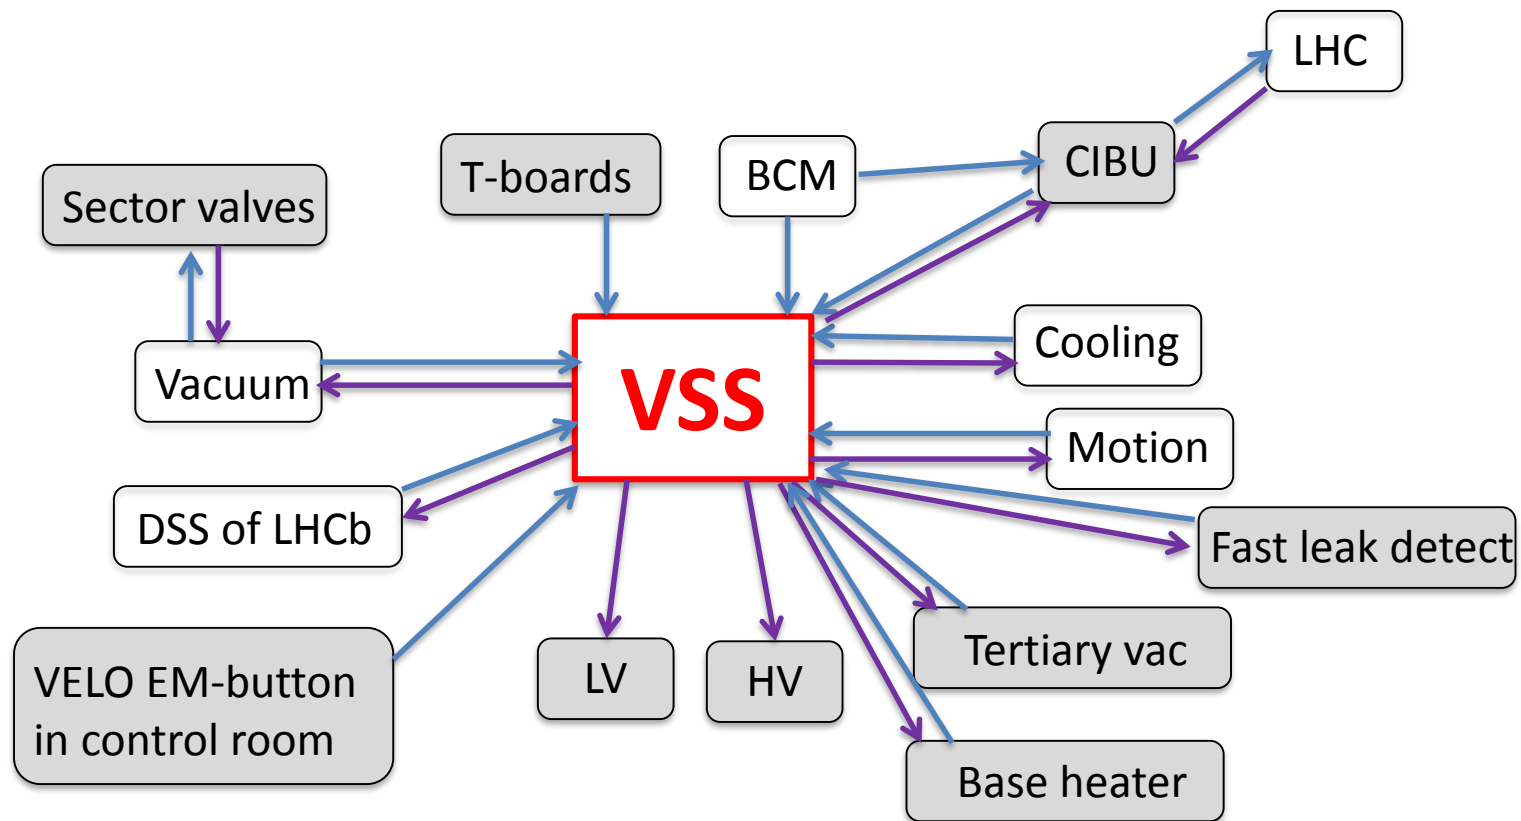 LHC
T-boards
BCM
CIBU
Sector valves
VSS
Cooling
Vacuum
Motion
DSS of LHCb
Fast leak detect
VELO EM-button
in control room
LV
HV
Tertiary vac
Base heater